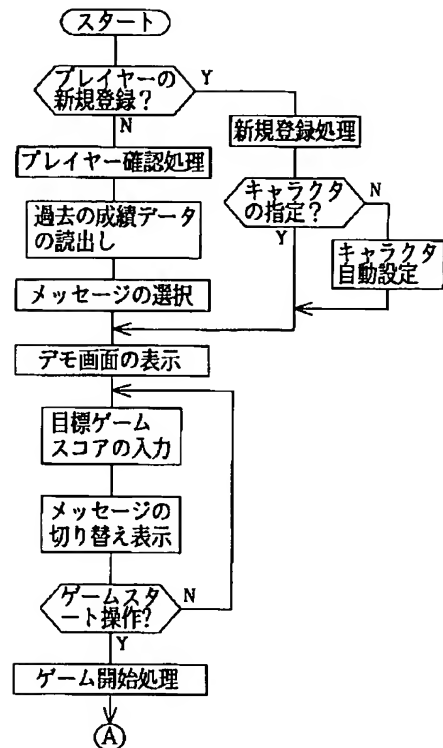 スタート
プレイヤーの
新規登録?
Y
N
新規登録処理
プレイヤー確認処理
キャラクタ
の指定?
N
Y
過去の成績データ
の読出し
キャラクタ
自動設定
メッセージの選択
デモ画面の表示
目標ゲーム
スコアの入力
メッセージの
切り替え表示
ゲームスタ
ート操作?
N
Y
ゲーム開始処理
A